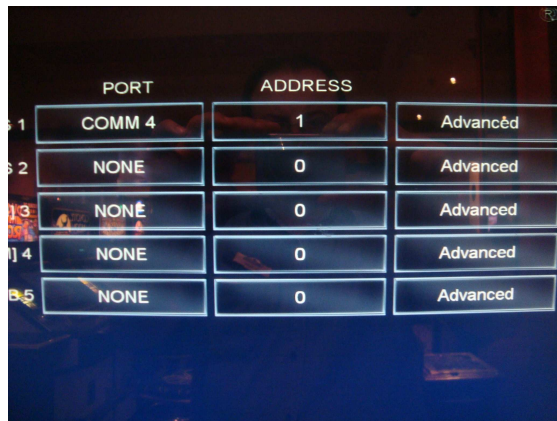 PORT ADDRESS
1 COMM 4 1 Advanced
2 NONE 0 Advanced
3 NONE 0 Advanced
] 4 NONE 0 Advanced
B 5 NONE 0 Advanced